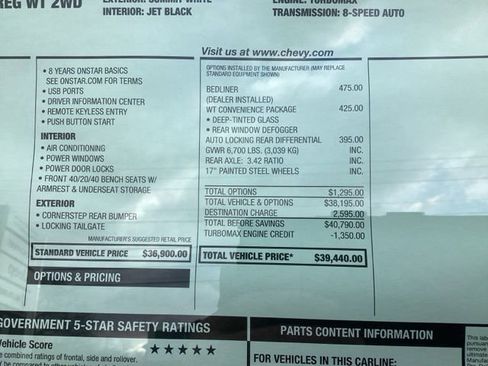 REG WT 2WD
EXTERIOR: SUMMIT WHITE
INTERIOR: JET BLACK
ENGINE: TURBOMAX
TRANSMISSION: 8-SPEED AUTO
Visit us at www.chevy.com
• 8 YEARS ONSTAR BASICS
SEE ONSTAR.COM FOR TERMS
• USB PORTS
• DRIVER INFORMATION CENTER
• REMOTE KEYLESS ENTRY
• PUSH BUTTON START
INTERIOR
• AIR CONDITIONING
• POWER WINDOWS
• POWER DOOR LOCKS
• FRONT 40/20/40 BENCH SEATS W/
ARMREST & UNDERSEAT STORAGE
EXTERIOR
• CORNERSTEP REAR BUMPER
• LOCKING TAILGATE
MANUFACTURER'S SUGGESTED RETAIL PRICE
STANDARD VEHICLE PRICE $36,900.00
OPTIONS & PRICING
OPTIONS INSTALLED BY THE MANUFACTURER (MAY REPLACE
STANDARD EQUIPMENT SHOWN)
BEDLINER 475.00
(DEALER INSTALLED)
WT CONVENIENCE PACKAGE 425.00
• DEEP-TINTED GLASS
• REAR WINDOW DEFOGGER
AUTO LOCKING REAR DIFFERENTIAL 395.00
GVWR 6,700 LBS. (3,039 KG) INC.
REAR AXLE: 3.42 RATIO INC.
17" PAINTED STEEL WHEELS INC.
TOTAL OPTIONS $1,295.00
TOTAL VEHICLE & OPTIONS $38,195.00
DESTINATION CHARGE 2,595.00
TOTAL BEFORE SAVINGS $40,790.00
TURBOMAX ENGINE CREDIT -1,350.00
TOTAL VEHICLE PRICE* $39,440.00
GOVERNMENT 5-STAR SAFETY RATINGS
Vehicle Score
★★★★★
the combined ratings of frontal, side and rollover.
be compared to other
PARTS CONTENT INFORMATION
FOR VEHICLES IN THIS CARLINE:
This
pursuant
remove
ultimate